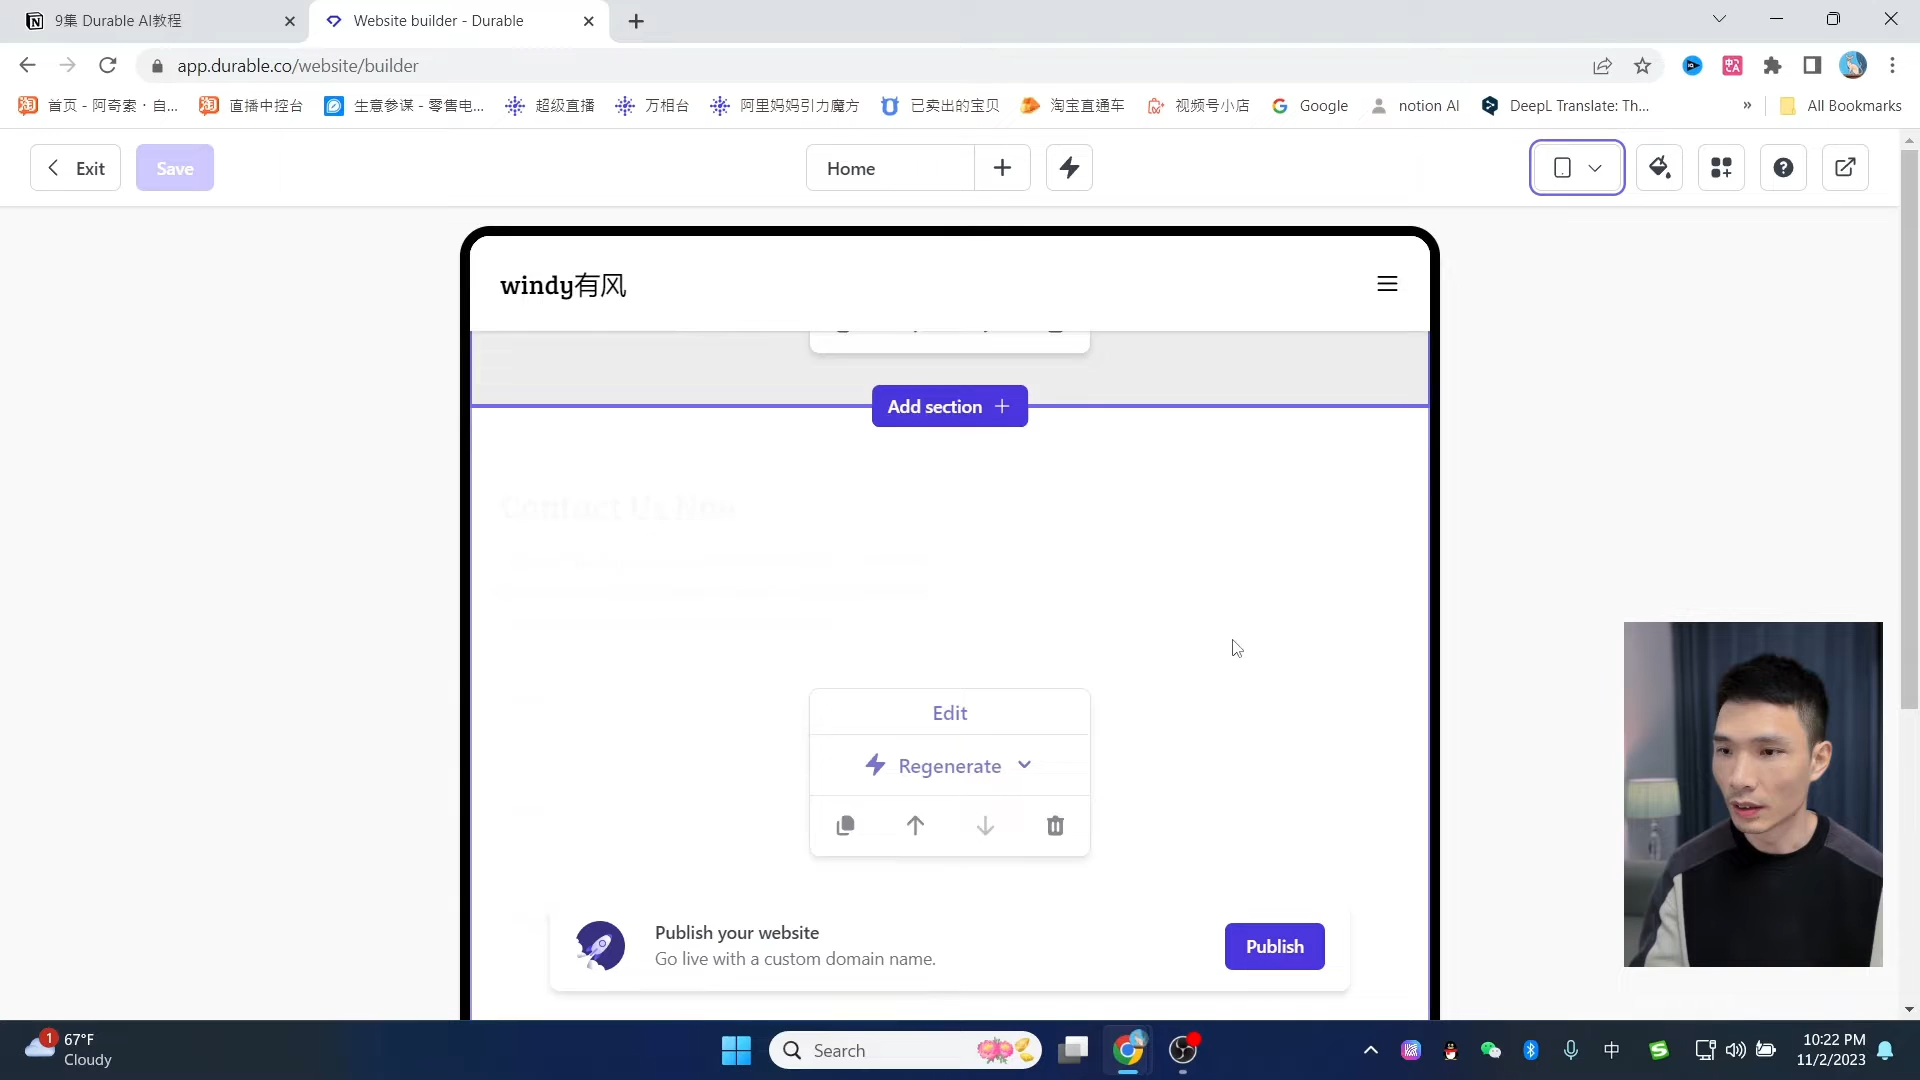 9集 Durable AI教程
Website builder - Durable
app.durable.co/website/builder
首页 - 阿奇索 · 自...
直播中控台
生意参谋 - 零售电...
超级直播
万相台
阿里妈妈引力魔方
已卖出的宝贝
淘宝直通车
视频号小店
Google
notion AI
DeepL Translate: Th...
»
All Bookmarks
Exit
Save
Home
windy有风
Add section
Contact Us Now
Edit
Regenerate
Publish your website
Go live with a custom domain name.
Publish
1
67°F
Cloudy
Search
中
10:22 PM
11/2/2023